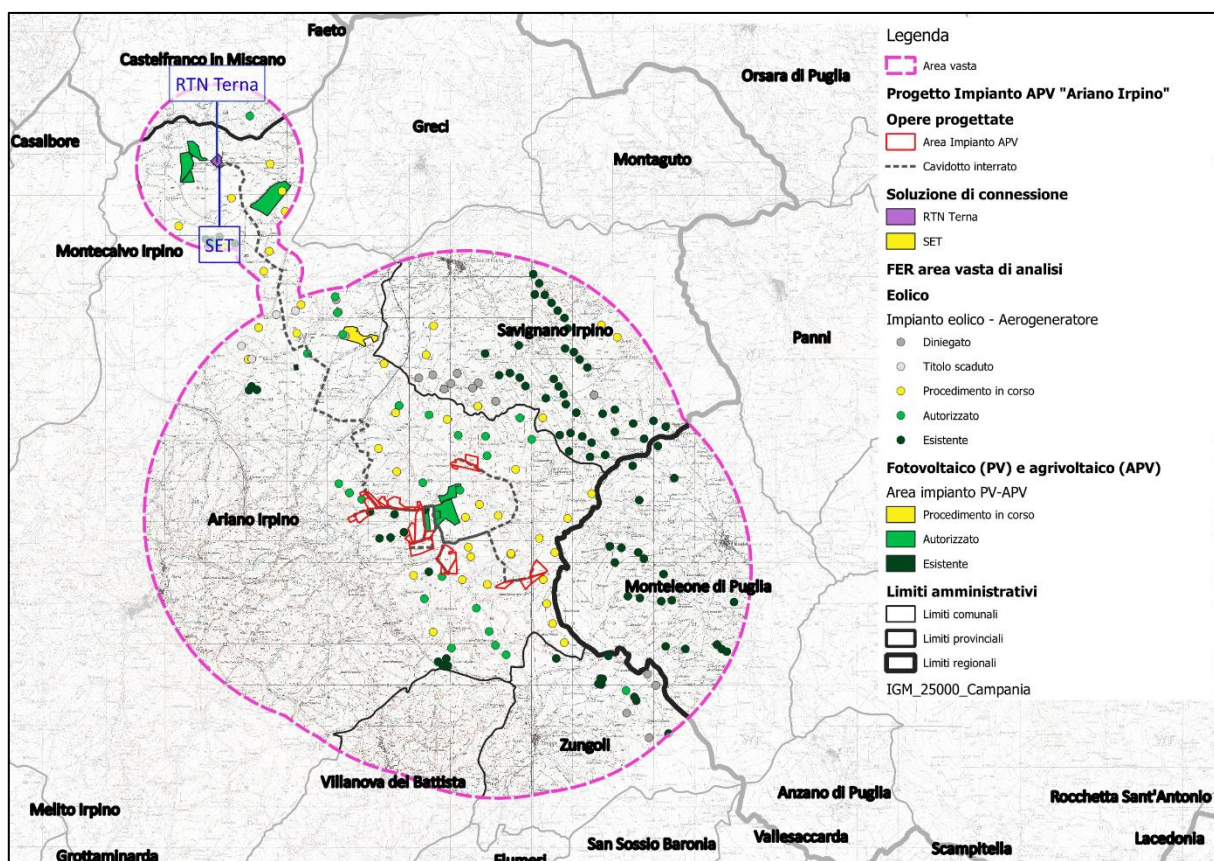 Faeto
Castelfranco in Miscano
RTN Terna
Orsara di Puglia
Casalbore
Greci
Montaguto
Montecalvo Irpino
SET
Savignano Irpino
Panni
Ariano Irpino
Monteleone di Puglia
Zungoli
Villanova del Battista
Melito Irpino
Anzano di Puglia
Rocchetta Sant'Antonio
Grottaminarda
Flumeri
San Sossio Baronia
Vallesaccarda
Scampitella
Lacedonia
Legenda
Area vasta
Progetto Impianto APV "Ariano Irpino"
Opere progettate
Area Impianto APV
Cavidotto interrato
Soluzione di connessione
RTN Terna
SET
FER area vasta di analisi
Eolico
Impianto eolico - Aerogeneratore
Diniegato
Titolo scaduto
Procedimento in corso
Autorizzato
Esistente
Fotovoltaico (PV) e agrivoltaico (APV)
Area impianto PV-APV
Procedimento in corso
Autorizzato
Esistente
Limiti amministrativi
Limiti comunali
Limiti provinciali
Limiti regionali
IGM_25000_Campania